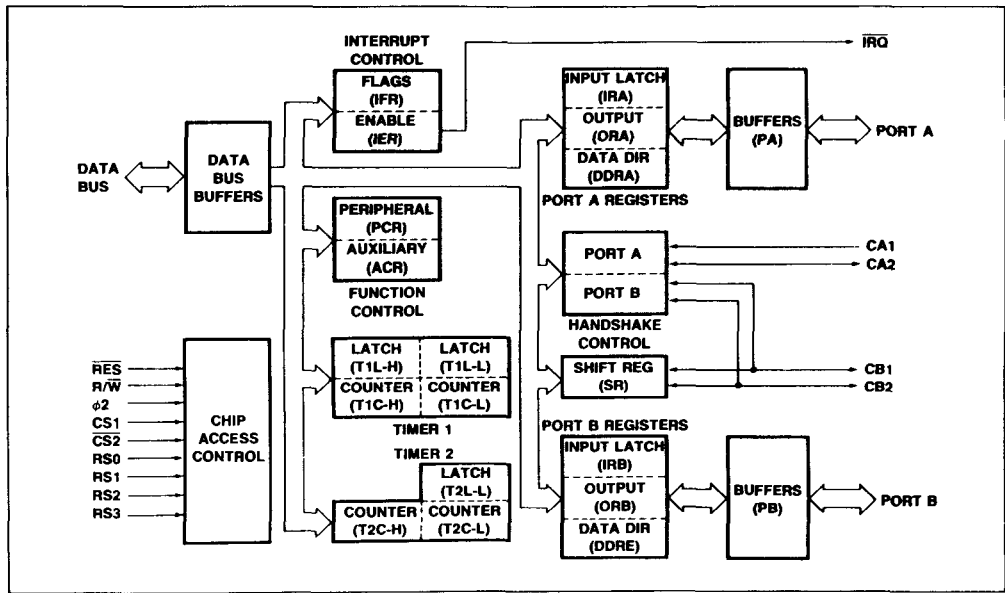 INTERRUPT
CONTROL
FLAGS
(IFR)
ENABLE
(IER)
IRQ
INPUT LATCH
(IRA)
OUTPUT
(ORA)
DATA DIR
(DDRA)
PORT A REGISTERS
BUFFERS
(PA)
PORT A
DATA
BUS
DATA
BUS
BUFFERS
PERIPHERAL
(PCR)
AUXILIARY
(ACR)
FUNCTION
CONTROL
PORT A
PORT B
HANDSHAKE
CONTROL
CA1
CA2
LATCH
(T1L-H)
LATCH
(T1L-L)
COUNTER
(T1C-H)
COUNTER
(T1C-L)
TIMER 1
SHIFT REG
(SR)
CB1
CB2
RES
R/W
ϕ2
CS1
CS2
RS0
RS1
RS2
RS3
CHIP
ACCESS
CONTROL
TIMER 2
LATCH
(T2L-L)
COUNTER
(T2C-H)
COUNTER
(T2C-L)
PORT B REGISTERS
INPUT LATCH
(IRB)
OUTPUT
(ORB)
DATA DIR
(DDRE)
BUFFERS
(PB)
PORT B